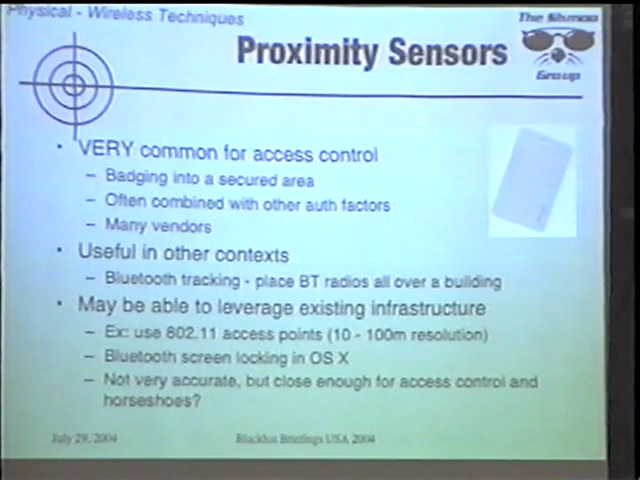 Physical - Wireless Techniques
The Shmoo
Group
Proximity Sensors
• VERY common for access control
– Badging into a secured area
– Often combined with other auth factors
– Many vendors
• Useful in other contexts
– Bluetooth tracking - place BT radios all over a building
• May be able to leverage existing infrastructure
– Ex: use 802.11 access points (10 - 100m resolution)
– Bluetooth screen locking in OS X
– Not very accurate, but close enough for access control and
horseshoes?
July 29, 2004
Blackhat Briefings USA 2004